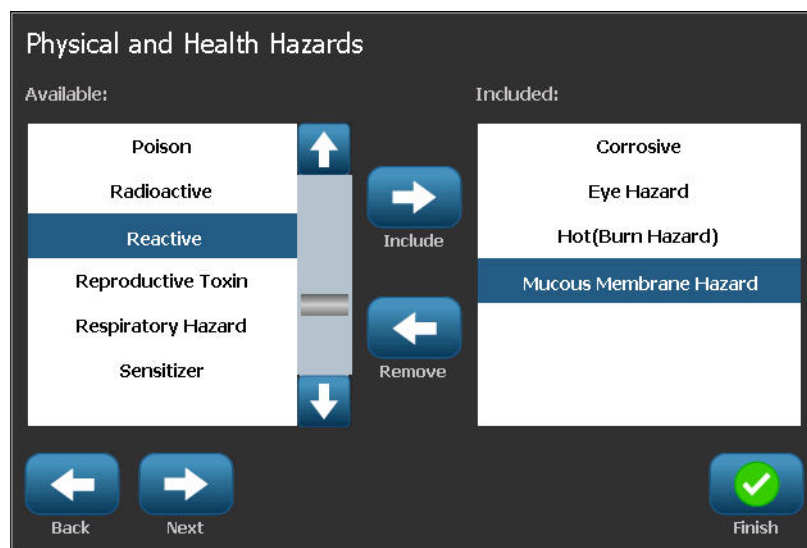 Physical and Health Hazards
Available:
Included:
Poison
Radioactive
Reactive
Reproductive Toxin
Respiratory Hazard
Sensitizer
Include
Remove
Corrosive
Eye Hazard
Hot(Burn Hazard)
Mucous Membrane Hazard
Back
Next
Finish